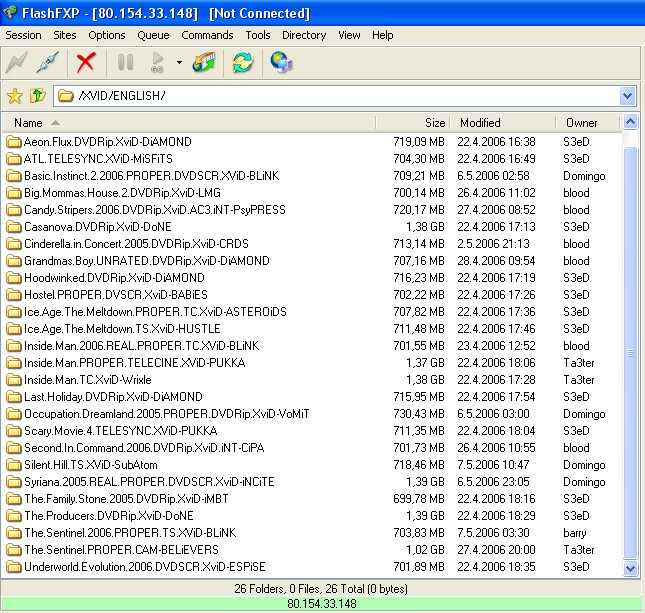 FlashFXP - [80.154.33.148] [Not Connected]
Session Sites Options Queue Commands Tools Directory View Help
/XVID/ENGLISH/
Name Size Modified Owner
Aeon.Flux.DVDRip.XviD-DiAMOND 719,09 MB 22.4.2006 16:38 S3eD
ATL.TELESYNC.XviD-MiSFiTS 704,30 MB 22.4.2006 16:49 S3eD
Basic.Instinct.2.2006.PROPER.DVDSCR.XViD-BLiNK 709,21 MB 6.5.2006 02:58 Domingo
Big.Mommas.House.2.DVDRip.XviD-LMG 700,14 MB 26.4.2006 11:02 blood
Candy.Stripers.2006.DVDRip.XviD.AC3.iNT-PsyPRESS 720,17 MB 27.4.2006 08:52 blood
Casanova.DVDRip.XviD-DoNE 1,38 GB 22.4.2006 17:13 S3eD
Cinderella.in.Concert.2005.DVDRip.XviD-CRDS 713,14 MB 2.5.2006 21:13 blood
Grandmas.Boy.UNRATED.DVDRip.XviD-DiAMOND 707,16 MB 28.4.2006 09:54 blood
Hoodwinked.DVDRip.XviD-DiAMOND 716,23 MB 22.4.2006 17:19 S3eD
Hostel.PROPER.DVSCR.XviD-BABiES 702,22 MB 22.4.2006 17:26 S3eD
Ice.Age.The.Meltdown.PROPER.TC.XviD-ASTEROiDS 707,82 MB 22.4.2006 17:36 S3eD
Ice.Age.The.Meltdown.TS.XviD-HUSTLE 711,48 MB 22.4.2006 17:46 S3eD
Inside.Man.2006.REAL.PROPER.TC.XViD-BLiNK 701,55 MB 23.4.2006 12:52 blood
Inside.Man.PROPER.TELECINE.XViD-PUKKA 1,37 GB 22.4.2006 18:06 Ta3ter
Inside.Man.TC.XviD-Wrixle 1,38 GB 22.4.2006 17:28 Ta3ter
Last.Holiday.DVDRip.XviD-DiAMOND 715,95 MB 22.4.2006 17:54 S3eD
Occupation.Dreamland.2005.PROPER.DVDRip.XviD-VoMiT 730,43 MB 6.5.2006 03:00 Domingo
Scary.Movie.4.TELESYNC.XViD-PUKKA 711,35 MB 22.4.2006 18:04 S3eD
Second.In.Command.2006.DVDRip.XviD.iNT-CiPA 701,73 MB 26.4.2006 10:55 blood
Silent.Hill.TS.XViD-SubAtom 718,46 MB 7.5.2006 10:47 Domingo
Syriana.2005.REAL.PROPER.DVDSCR.XviD-iNCiTE 1,39 GB 6.5.2006 23:05 Domingo
The.Family.Stone.2005.DVDRip.XviD-iMBT 699,78 MB 22.4.2006 18:16 S3eD
The.Producers.DVDRip.XviD-DoNE 1,39 GB 22.4.2006 18:29 S3eD
The.Sentinel.2006.PROPER.TS.XViD-BLiNK 703,83 MB 7.5.2006 03:30 barry
The.Sentinel.PROPER.CAM-BELiEVERS 1,02 GB 27.4.2006 20:00 Ta3ter
Underworld.Evolution.2006.DVDSCR.XviD-ESPiSE 701,89 MB 22.4.2006 18:35 S3eD
26 Folders, 0 Files, 26 Total (0 bytes)
80.154.33.148